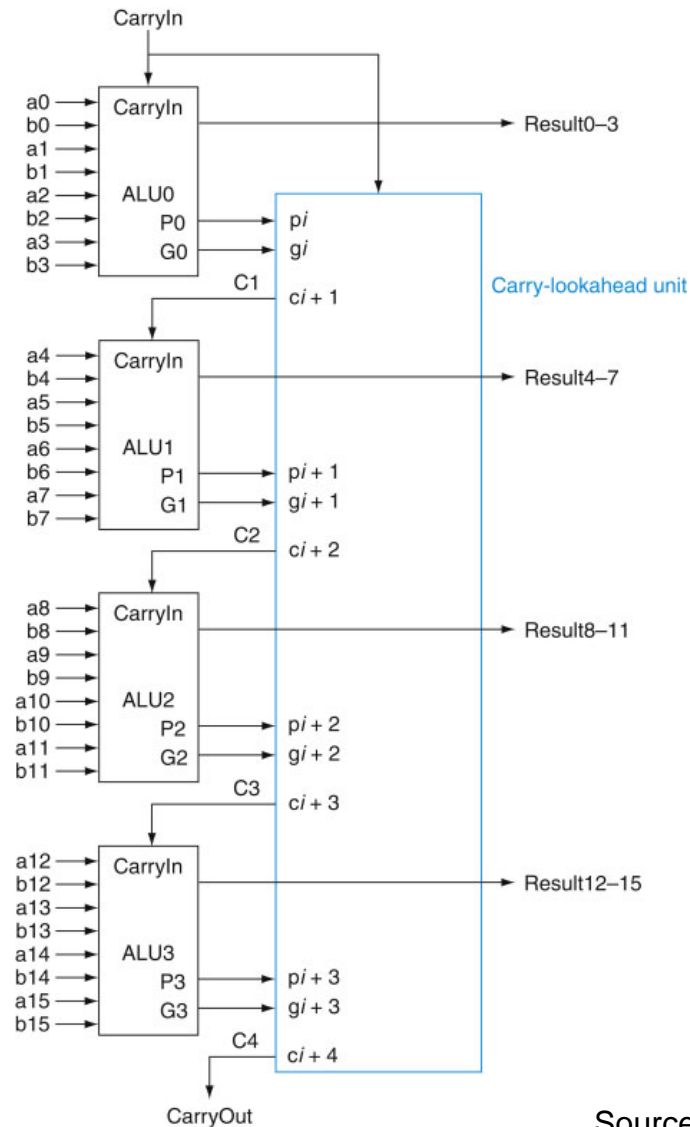 CarryIn
a0
CarryIn
b0
Result0–3
a1
b1
a2
ALU0
b2
P0
pi
a3
G0
gi
b3
Carry-lookahead unit
C1
ci + 1
a4
CarryIn
b4
Result4–7
a5
b5
a6
ALU1
b6
P1
pi + 1
a7
G1
gi + 1
b7
C2
ci + 2
a8
CarryIn
b8
Result8–11
a9
b9
a10
ALU2
b10
P2
pi + 2
a11
G2
gi + 2
b11
C3
ci + 3
a12
CarryIn
b12
Result12–15
a13
b13
a14
ALU3
b14
P3
pi + 3
a15
G3
gi + 3
b15
C4
ci + 4
CarryOut
Source